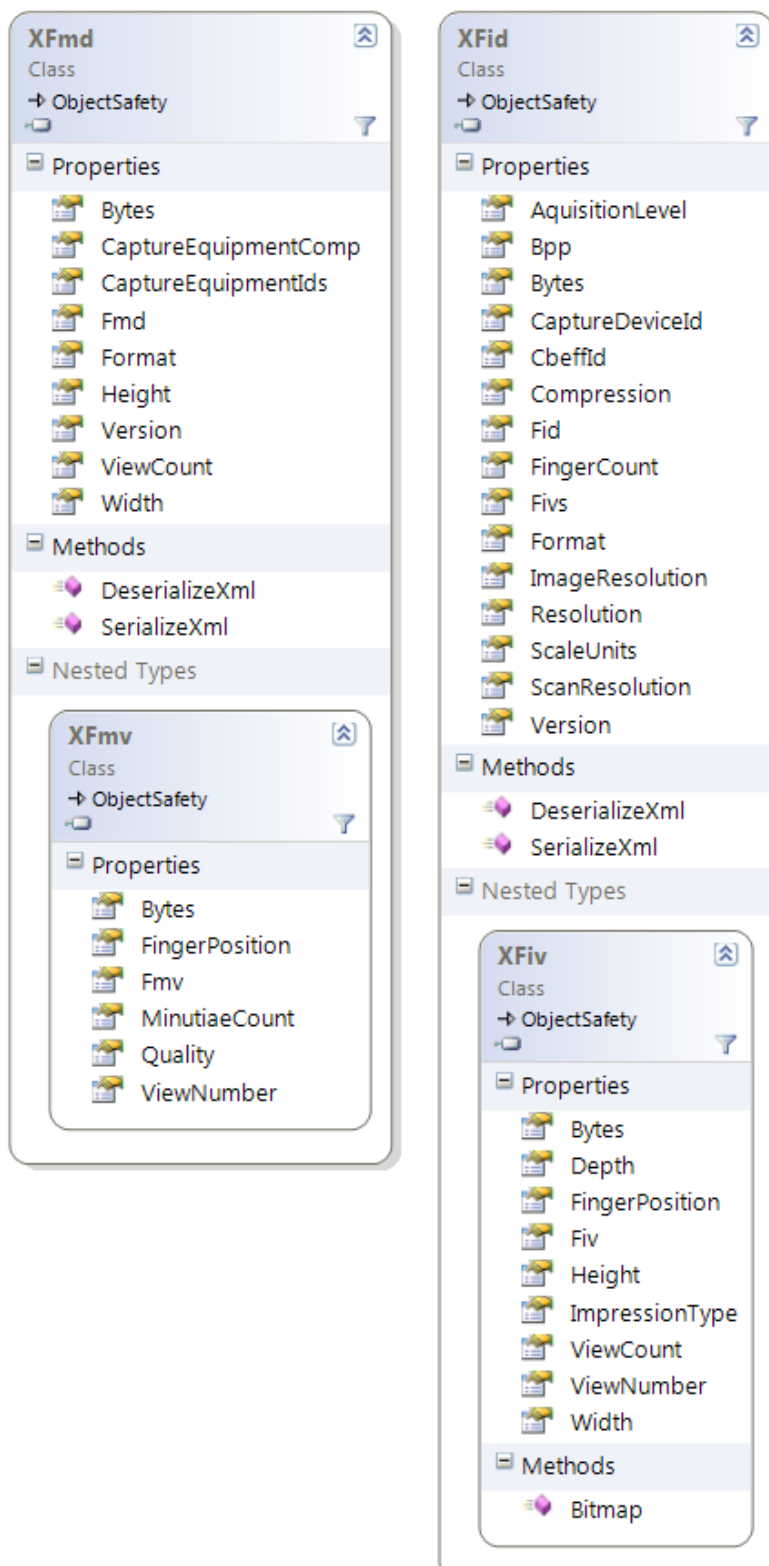 XFmd
Class
ObjectSafety
Properties
Bytes
CaptureEquipmentComp
CaptureEquipmentIds
Fmd
Format
Height
Version
ViewCount
Width
Methods
DeserializeXml
SerializeXml
Nested Types
XFmv
Class
ObjectSafety
Properties
Bytes
FingerPosition
Fmv
MinutiaeCount
Quality
ViewNumber
XFid
Class
ObjectSafety
Properties
AquisitionLevel
Bpp
Bytes
CaptureDeviceId
CbeffId
Compression
Fid
FingerCount
Fivs
Format
ImageResolution
Resolution
ScaleUnits
ScanResolution
Version
Methods
DeserializeXml
SerializeXml
Nested Types
XFiv
Class
ObjectSafety
Properties
Bytes
Depth
FingerPosition
Fiv
Height
ImpressionType
ViewCount
ViewNumber
Width
Methods
Bitmap